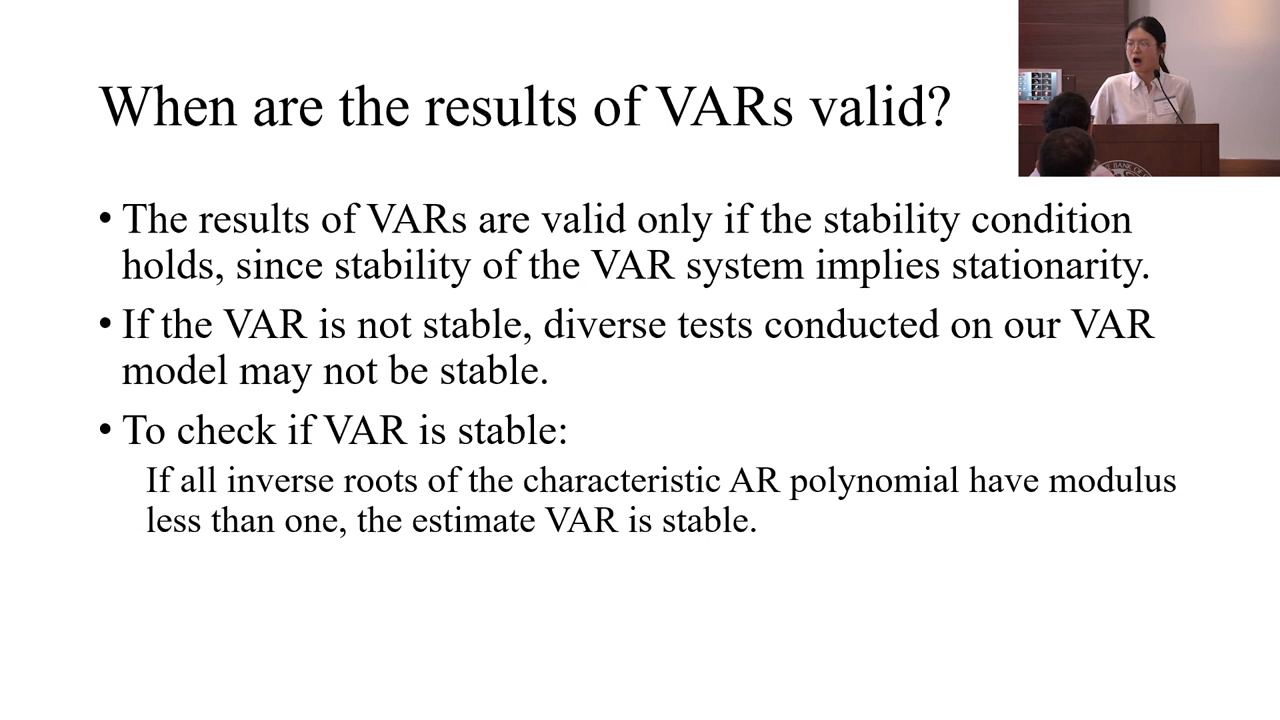 When are the results of VARs valid?
• The results of VARs are valid only if the stability condition
holds, since stability of the VAR system implies stationarity.
• If the VAR is not stable, diverse tests conducted on our VAR
model may not be stable.
• To check if VAR is stable:
If all inverse roots of the characteristic AR polynomial have modulus
less than one, the estimate VAR is stable.
BANK OF